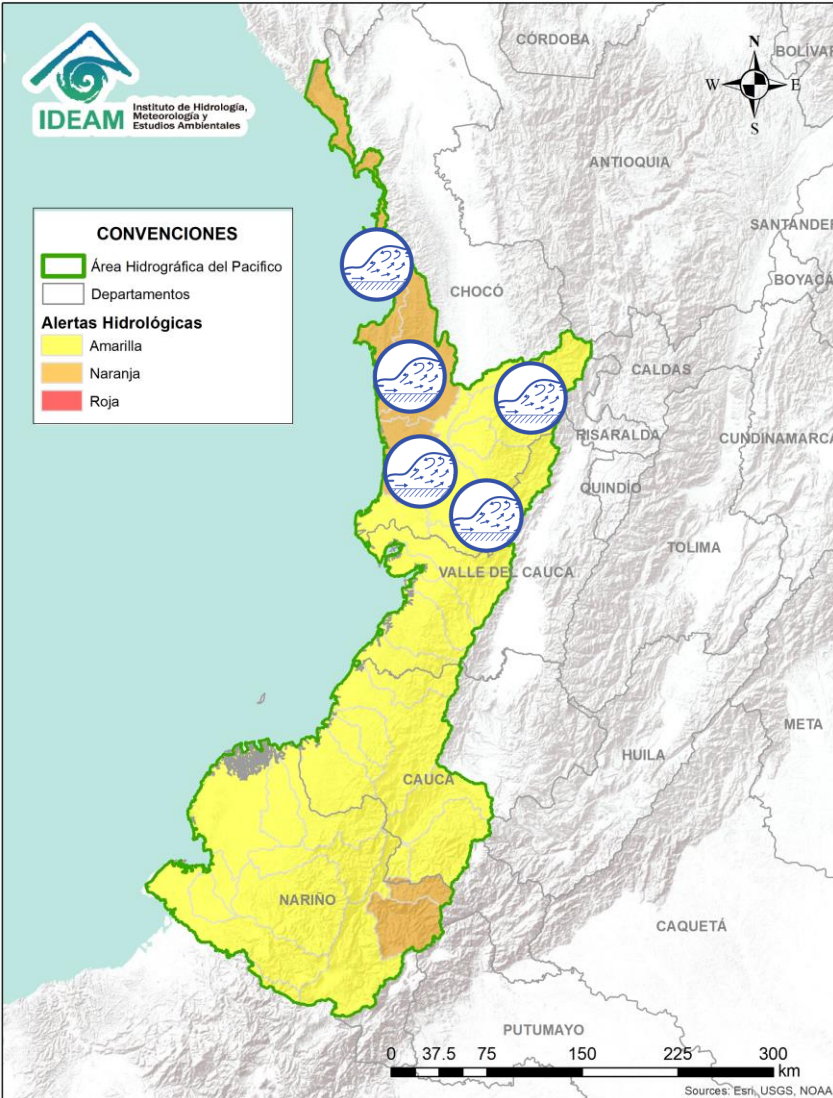 IDEAM
Instituto de Hidrología,
Meteorología y
Estudios Ambientales
CÓRDOBA
BOLÍVAR
N
W
E
S
ANTIOQUIA
SANTANDER
BOYACÁ
CONVENCIONES
Área Hidrográfica del Pacifico
Departamentos
Alertas Hidrológicas
Amarilla
Naranja
Roja
CHOCÓ
CALDAS
RISARALDA
CUNDINAMARCA
QUINDÍO
TOLIMA
VALLE DEL CAUCA
META
HUILA
CAUCA
NARIÑO
CAQUETÁ
PUTUMAYO
0 37.5 75 150 225 300
km
Sources: Esri, USGS, NOAA